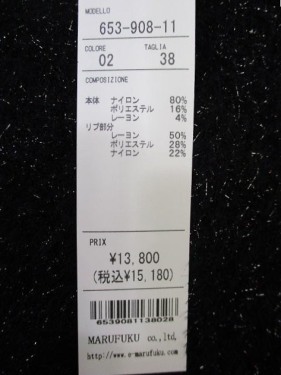 MODELLO
653-908-11
COLORE TAGLIA
02 38
COMPOSIZIONE
本体 ナイロン 80%
ポリエステル 16%
レーヨン 4%
リブ部分
レーヨン 50%
ポリエステル 28%
ナイロン 22%
PRIX
¥13,800
(税込¥15,180)
6539081138028
MARUFUKU co.,ltd.
http://www.e-marufuku.com/